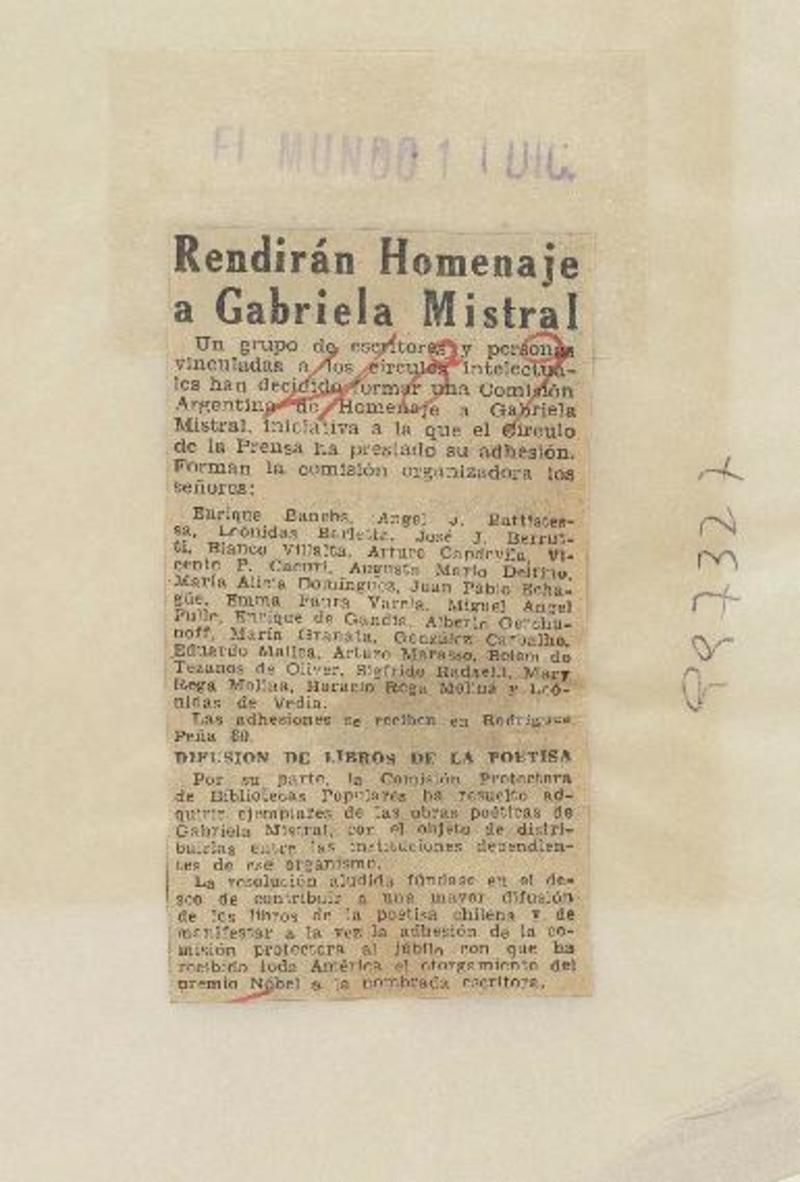 El MUNDO 1 1 DIC.
Rendirán Homenaje
a Gabriela Mistral
Un grupo de escritores y personas
vinculadas a los círculos intelectua-
les han decidido formar una Comisión
Argentina de Homenaje a Gabriela
Mistral, iniciativa a la que el Círculo
de la Prensa ha prestado su adhesión.
Forman la comisión organizadora los
señores:
Enrique Banchs, Angel J. Battistes-
sa, Leónidas Barletta, José J. Berrut-
ti, Blanco Villalta, Arturo Capdevila, Vi-
cente P. Augusto Mario Delfino,
María Alicia Domínguez, Juan Pablo Echa-
güe, Emma Varela, Miguel Angel
Enrique de Gandía, Alberto Gerchu-
noff, María Granata, González Carbalho,
Eduardo Mallea, Arturo Marasso, de
Tezanos de Oliver, Sigfrido Radaelli, Mary
Rega Molina, Horacio Rega Molina y Leó-
nidas de Vedia.
Las adhesiones se reciben en Rodríguez
Peña 80.
DIFUSION DE LIBROS DE LA POETISA
Por su parte, la Comisión Protectora
de Bibliotecas Populares ha resuelto ad-
quirir ejemplares de las obras poéticas de
Gabriela Mistral, con el objeto de distri-
buirlas entre las instituciones dependien-
tes de ese organismo.
La resolución aludida fúndase en el de-
seo de contribuir a una mayor difusión
de los libros de la poetisa chilena y de
manifestar a la vez la adhesión de la co-
misión protectora al júbilo con que ha
recibido toda América el otorgamiento del
premio Nóbel a la nombrada escritora.